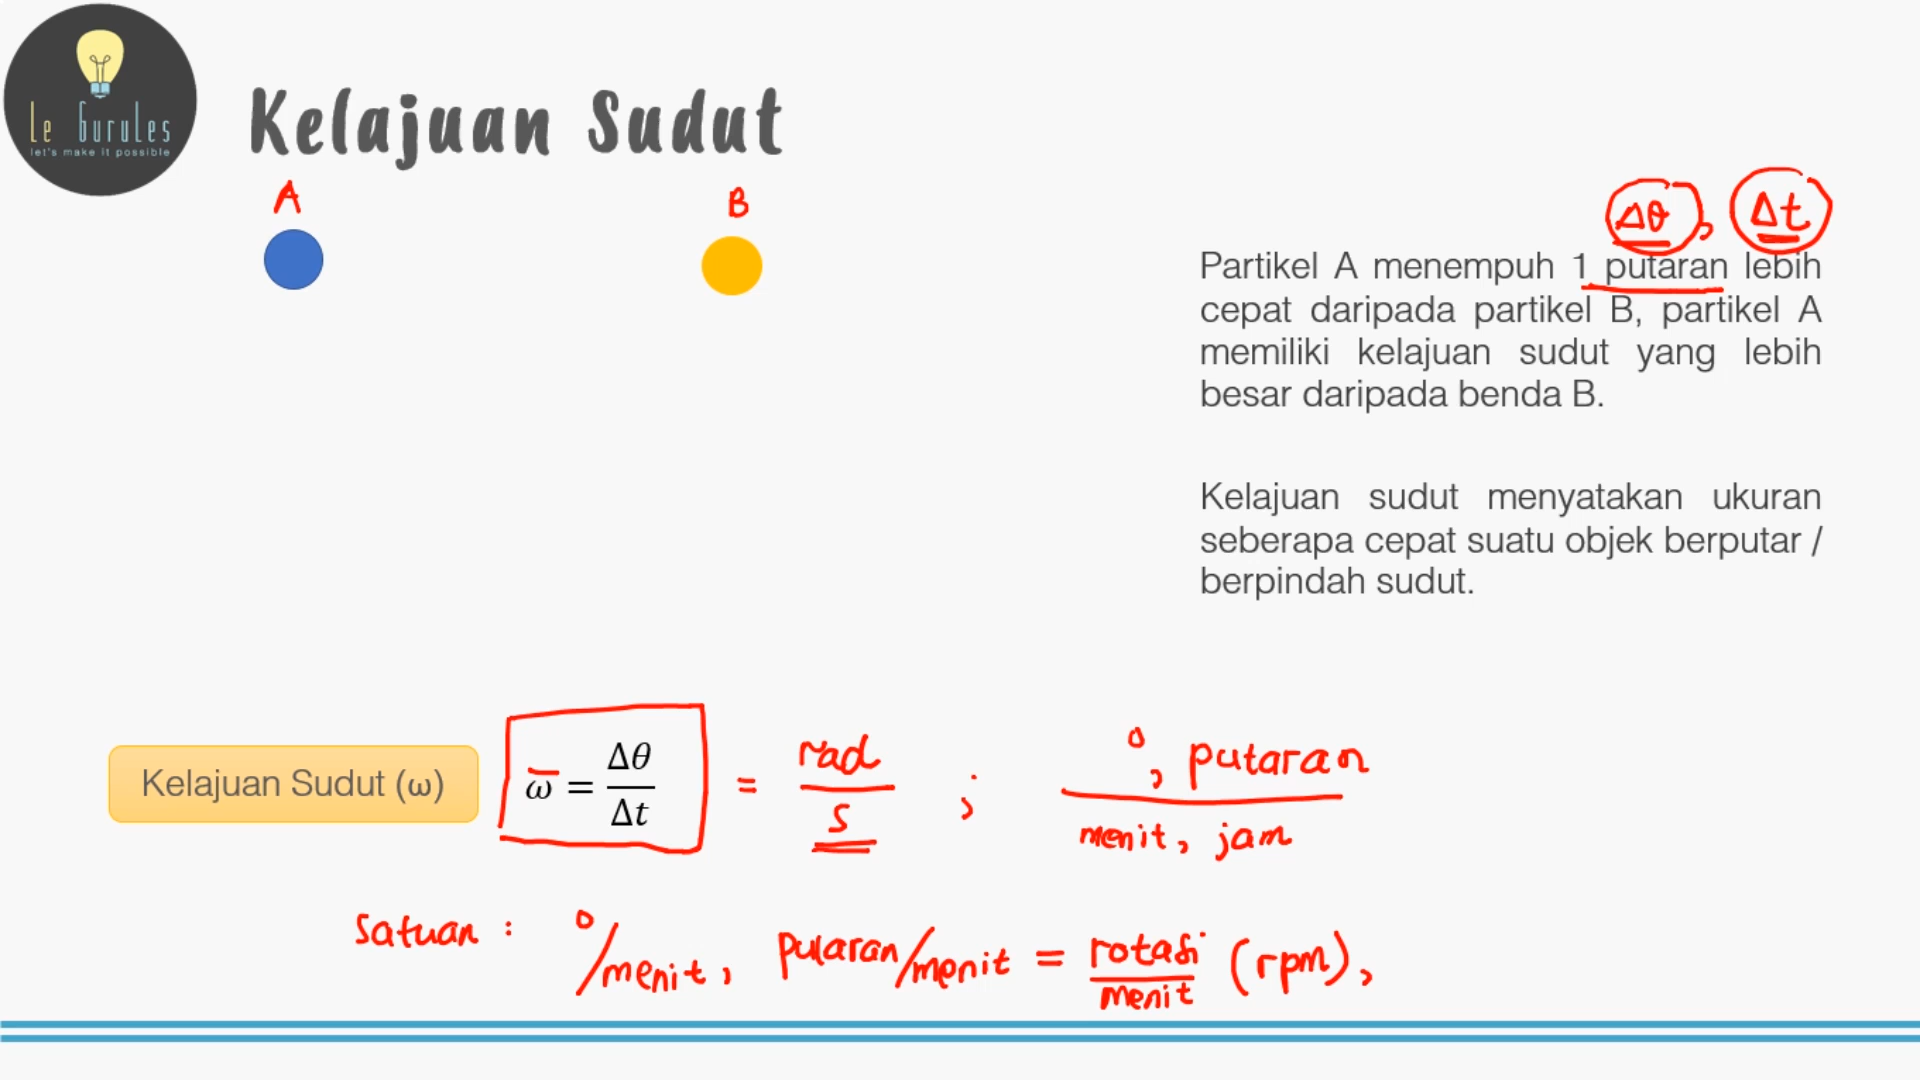 Le Gurules
let's make it possible
Kelajuan Sudut
A
B
Δθ, Δt
Partikel A menempuh 1 putaran lebih
cepat daripada partikel B, partikel A
memiliki kelajuan sudut yang lebih
besar daripada benda B.
Kelajuan sudut menyatakan ukuran
seberapa cepat suatu objek berputar /
berpindah sudut.
Kelajuan Sudut (ω)
ω̅ = Δθ/Δt = rad/s ; °, putaran/menit, jam
Satuan : °/menit, putaran/menit = rotasi/menit (rpm),